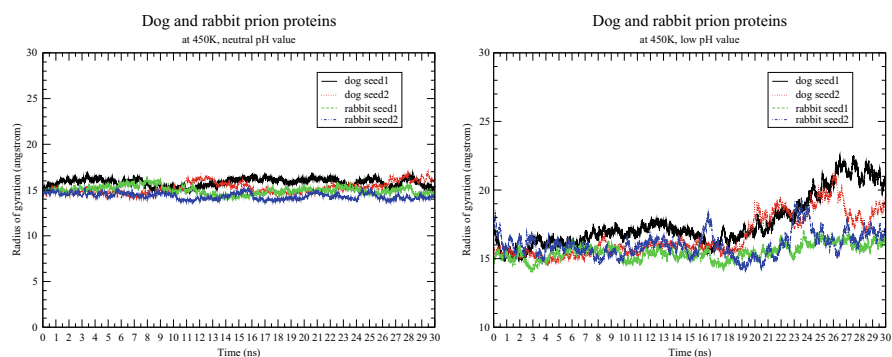 Dog and rabbit prion proteins
at 450K, neutral pH value
30
25
20
15
10
5
0
Radius of gyration (angstrom)
dog seed1
dog seed2
rabbit seed1
rabbit seed2
0 1 2 3 4 5 6 7 8 9 10 11 12 13 14 15 16 17 18 19 20 21 22 23 24 25 26 27 28 29 30
Time (ns)
Dog and rabbit prion proteins
at 450K, low pH value
30
25
20
15
10
Radius of gyration (angstrom)
dog seed1
dog seed2
rabbit seed1
rabbit seed2
0 1 2 3 4 5 6 7 8 9 10 11 12 13 14 15 16 17 18 19 20 21 22 23 24 25 26 27 28 29 30
Time (ns)